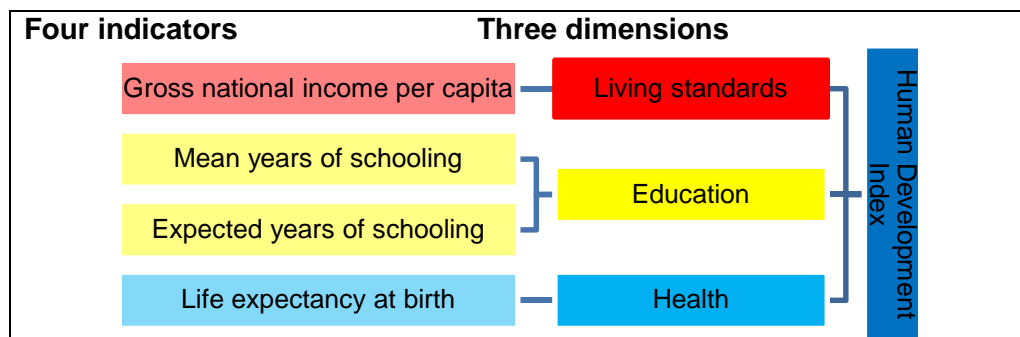 Four indicators
Three dimensions
Gross national income per capita
Living standards
Mean years of schooling
Education
Expected years of schooling
Life expectancy at birth
Health
Human Development
Index